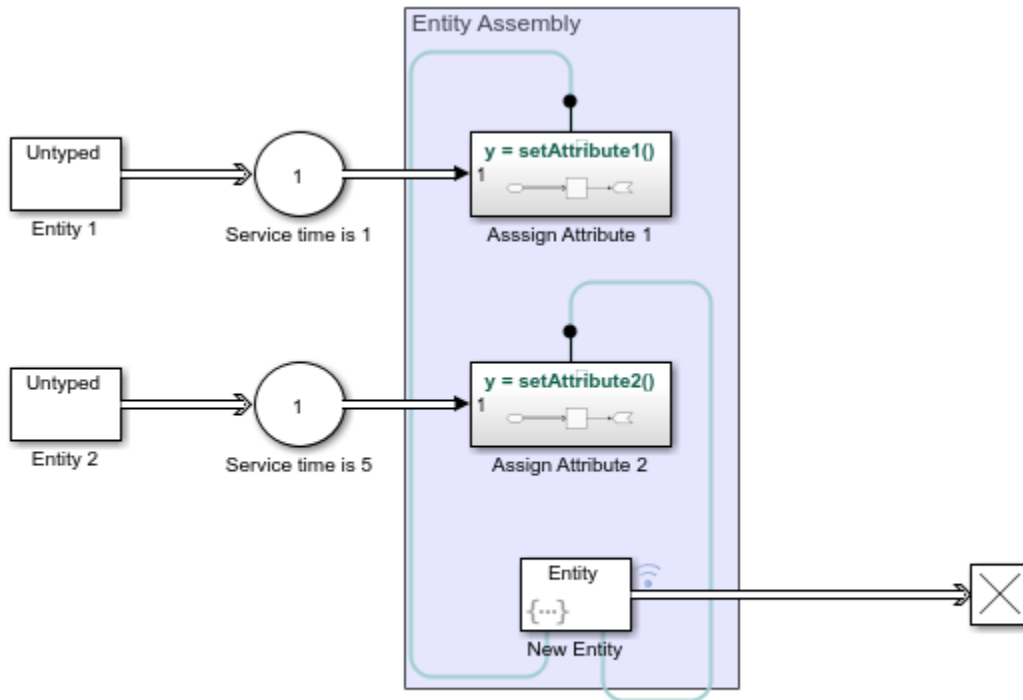 Entity Assembly
Untyped
1
y = setAttribute1()
1
Entity 1
Service time is 1
Asssign Attribute 1
Untyped
1
y = setAttribute2()
1
Entity 2
Service time is 5
Assign Attribute 2
Entity
{···}
New Entity